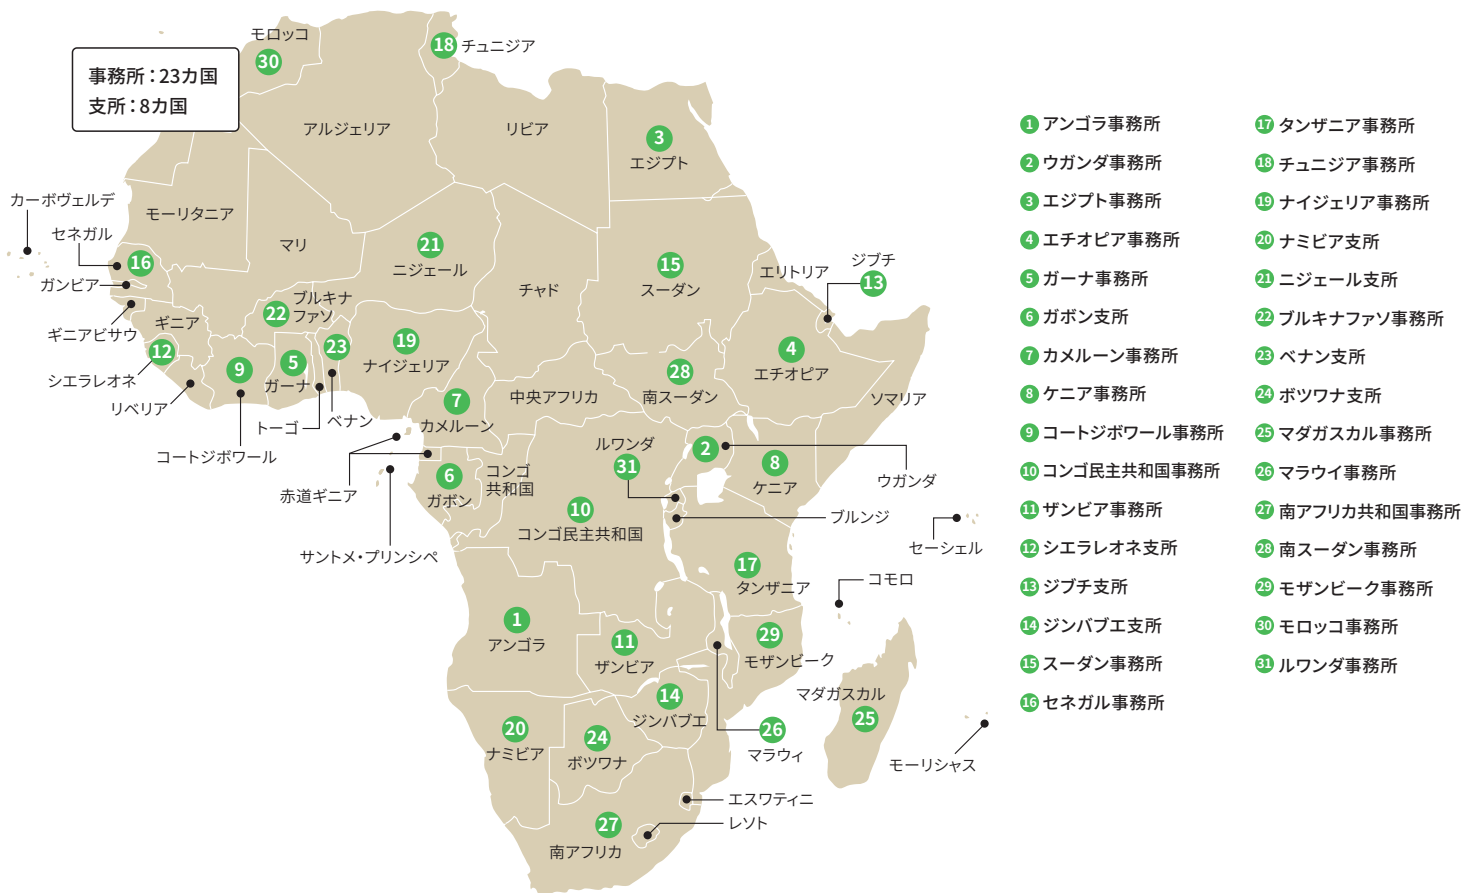 事務所：23カ国
支所：8カ国
モロッコ
30
18
チュニジア
アルジェリア
リビア
3
エジプト
カーボヴェルデ
モーリタニア
セネガル
16
マリ
21
ニジェール
チャド
15
スーダン
エリトリア
ジブチ
13
ガンビア
ギニアビサウ
ギニア
22
ブルキナ
ファソ
12
シエラレオネ
リベリア
9
コートジボワール
5
ガーナ
23
トーゴ
ベナン
19
ナイジェリア
7
カメルーン
中央アフリカ
28
南スーダン
4
エチオピア
ソマリア
赤道ギニア
6
ガボン
コンゴ
共和国
ルワンダ
31
2
ウガンダ
8
ケニア
サントメ・プリンシペ
10
コンゴ民主共和国
ブルンジ
セーシェル
17
タンザニア
コモロ
1
アンゴラ
11
ザンビア
29
モザンビーク
14
ジンバブエ
マダガスカル
25
20
ナミビア
24
ボツワナ
26
マラウィ
モーリシャス
エスワティニ
レソト
27
南アフリカ
1 アンゴラ事務所
2 ウガンダ事務所
3 エジプト事務所
4 エチオピア事務所
5 ガーナ事務所
6 ガボン支所
7 カメルーン事務所
8 ケニア事務所
9 コートジボワール事務所
10 コンゴ民主共和国事務所
11 ザンビア事務所
12 シエラレオネ支所
13 ジブチ支所
14 ジンバブエ支所
15 スーダン事務所
16 セネガル事務所
17 タンザニア事務所
18 チュニジア事務所
19 ナイジェリア事務所
20 ナミビア支所
21 ニジェール支所
22 ブルキナファソ事務所
23 ベナン支所
24 ボツワナ支所
25 マダガスカル事務所
26 マラウイ事務所
27 南アフリカ共和国事務所
28 南スーダン事務所
29 モザンビーク事務所
30 モロッコ事務所
31 ルワンダ事務所